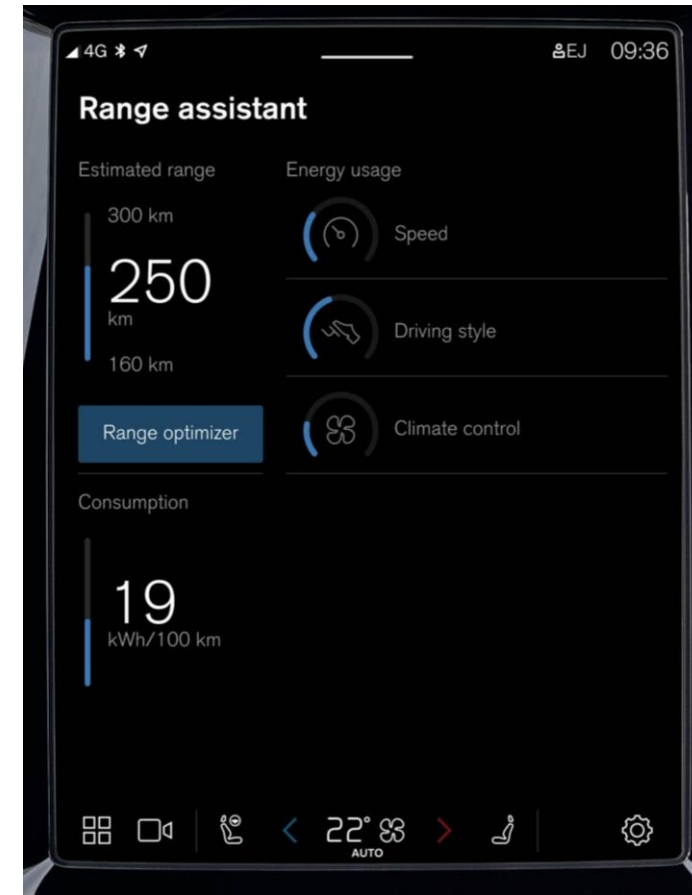 4G
EJ 09:36
Range assistant
Estimated range
300 km
250
km
160 km
Range optimizer
Energy usage
Speed
Driving style
Climate control
Consumption
19
kWh/100 km
22°
AUTO